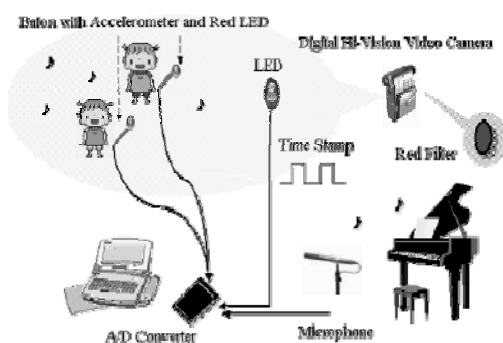 Baton with Accelerometer and Red LED
Digital Hi-Vision Video Camera
LED
Time Stamp
Red Filter
A/D Converter
Microphone